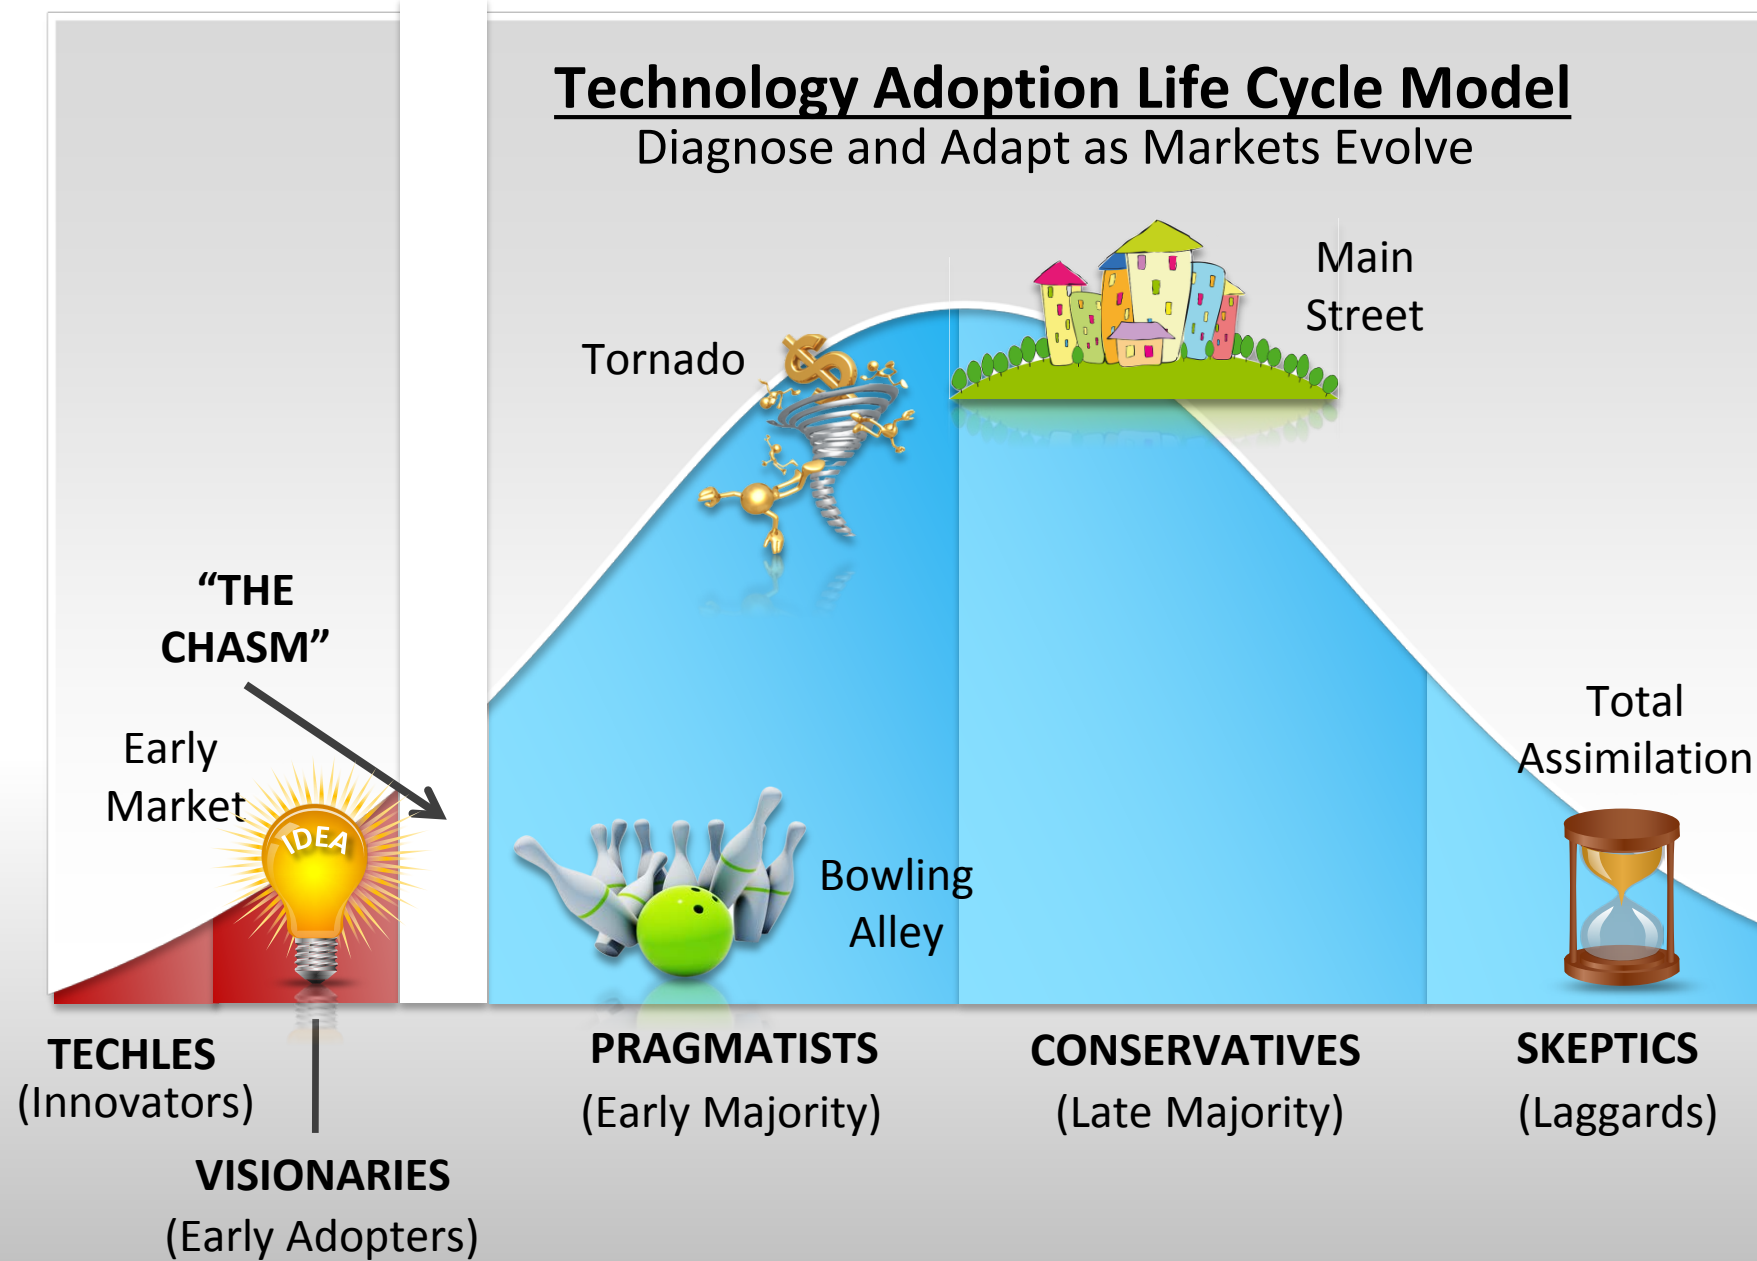 Technology Adoption Life Cycle Model
Diagnose and Adapt as Markets Evolve
Main
Street
Tornado
“THE
CHASM”
Early
Market
IDEA
Bowling
Alley
Total
Assimilation
TECHLES
(Innovators)
VISIONARIES
(Early Adopters)
PRAGMATISTS
(Early Majority)
CONSERVATIVES
(Late Majority)
SKEPTICS
(Laggards)